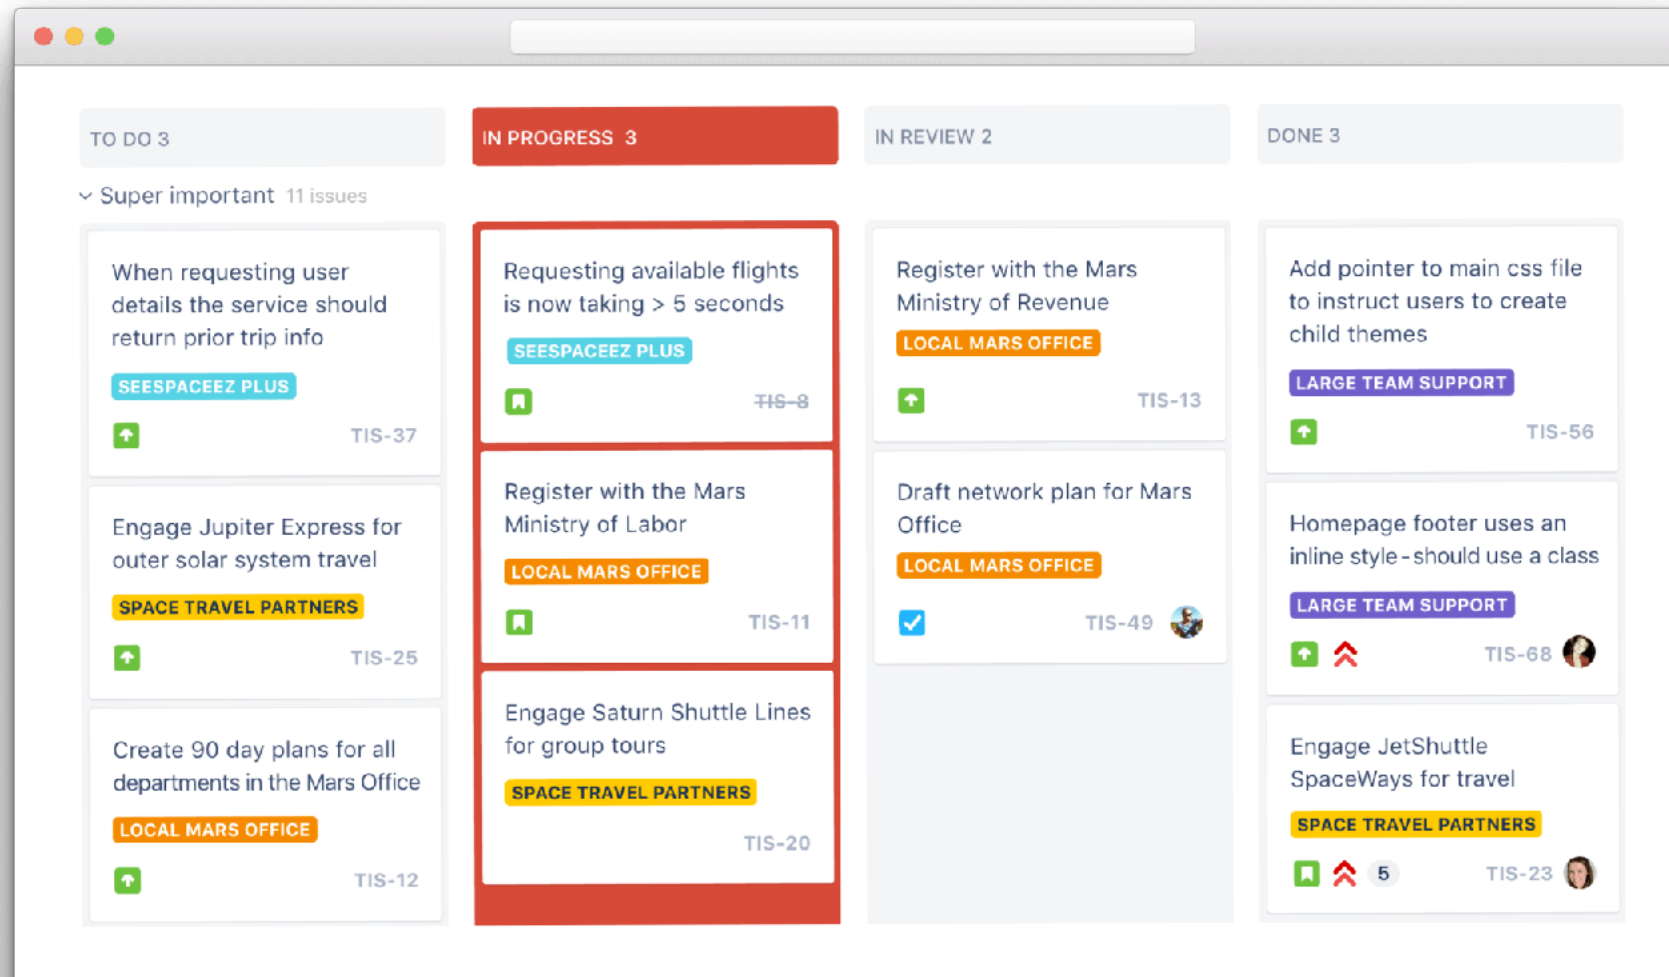 TO DO 3
IN PROGRESS 3
IN REVIEW 2
DONE 3
Super important 11 issues
When requesting user
details the service should
return prior trip info
SEESPACEEZ PLUS
TIS-37
Engage Jupiter Express for
outer solar system travel
SPACE TRAVEL PARTNERS
TIS-25
Create 90 day plans for all
departments in the Mars Office
LOCAL MARS OFFICE
TIS-12
Requesting available flights
is now taking > 5 seconds
SEESPACEEZ PLUS
TIS-8
Register with the Mars
Ministry of Labor
LOCAL MARS OFFICE
TIS-11
Engage Saturn Shuttle Lines
for group tours
SPACE TRAVEL PARTNERS
TIS-20
Register with the Mars
Ministry of Revenue
LOCAL MARS OFFICE
TIS-13
Draft network plan for Mars
Office
LOCAL MARS OFFICE
TIS-49
Add pointer to main css file
to instruct users to create
child themes
LARGE TEAM SUPPORT
TIS-56
Homepage footer uses an
inline style-should use a class
LARGE TEAM SUPPORT
TIS-68
Engage JetShuttle
SpaceWays for travel
SPACE TRAVEL PARTNERS
5 TIS-23